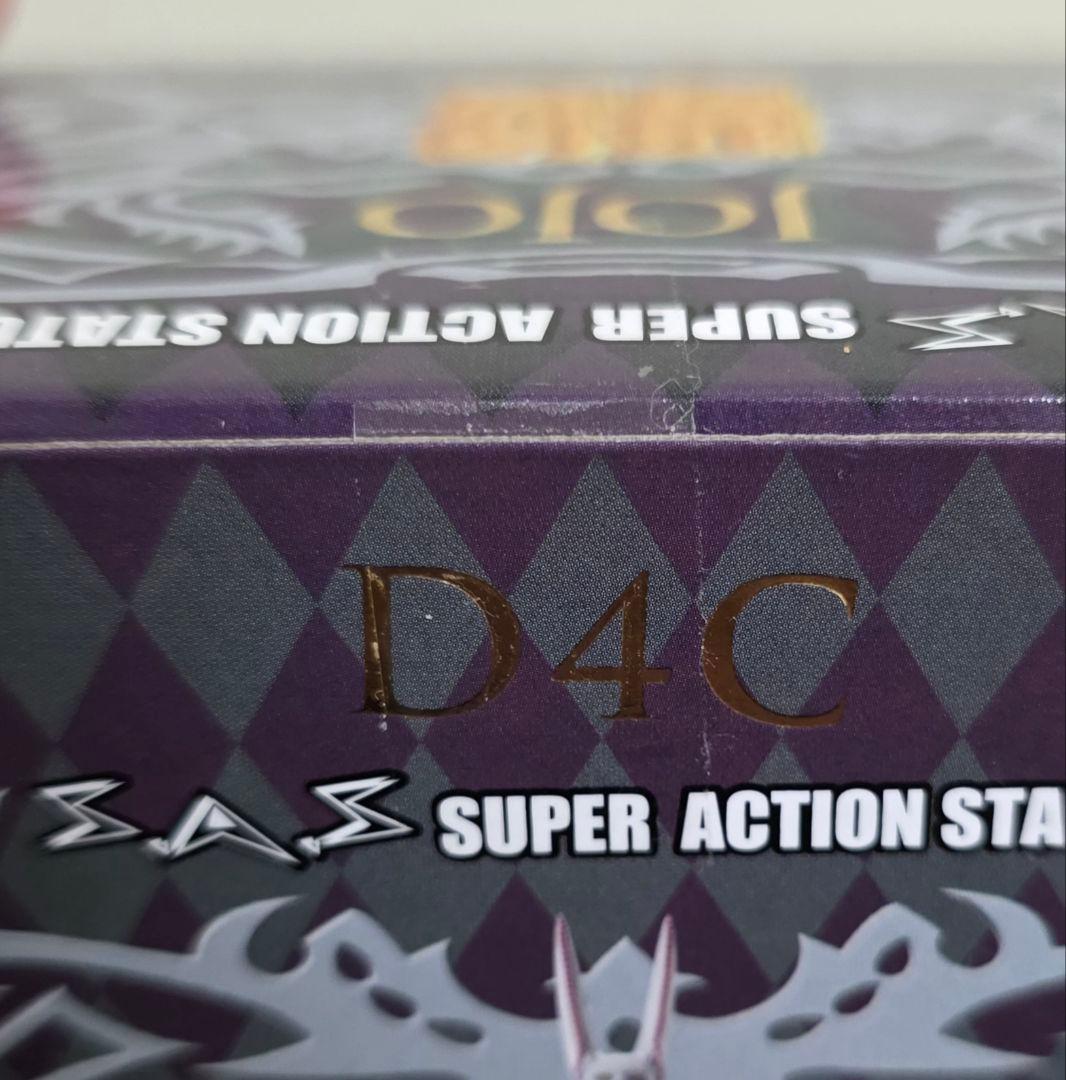 JOJO
SUPER ACTION STATU
D4C
S.A.S SUPER ACTION STA